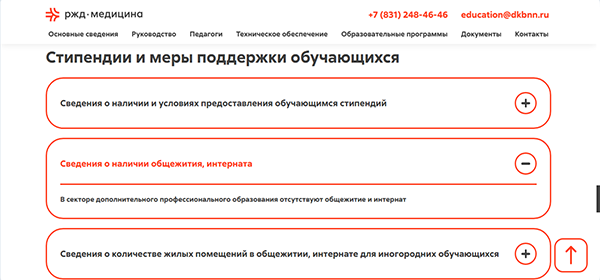 ржд·медицина +7 (831) 248-46-46 education@dkbnn.ru
Основные сведения Руководство Педагоги Техническое обеспечение Образовательные программы Документы Контакты
Стипендии и меры поддержки обучающихся
Сведения о наличии и условиях предоставления обучающимся стипендий
Сведения о наличии общежития, интерната
В секторе дополнительного профессионального образования отсутствуют общежитие и интернат
Сведения о количестве жилых помещений в общежитии, интернате для иногородних обучающихся